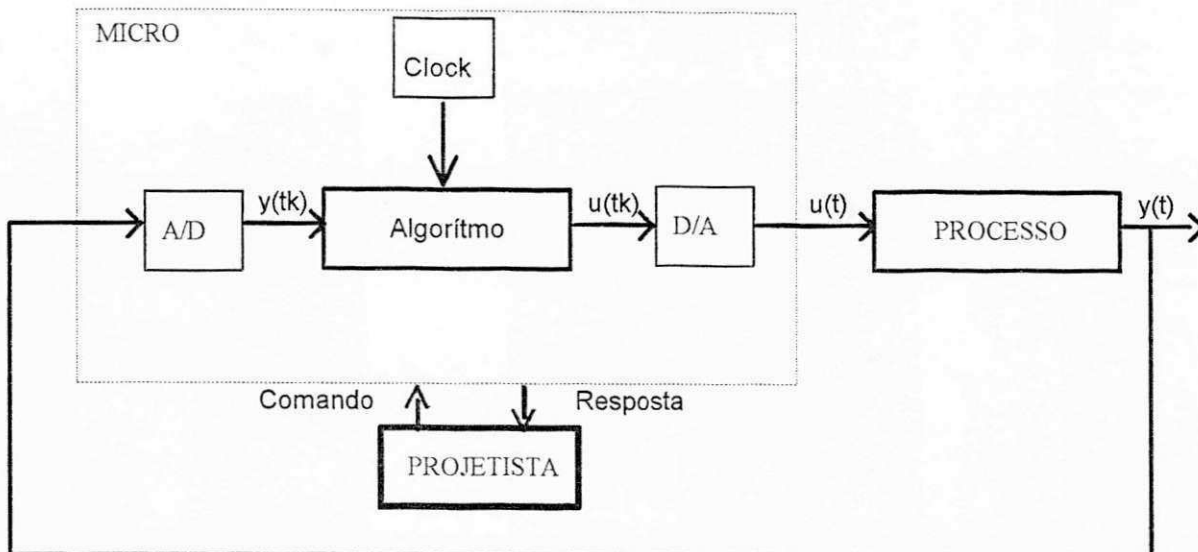 MICRO
Clock
A/D
y(tk)
Algorítmo
u(tk)
D/A
u(t)
PROCESSO
y(t)
Comando
Resposta
PROJETISTA